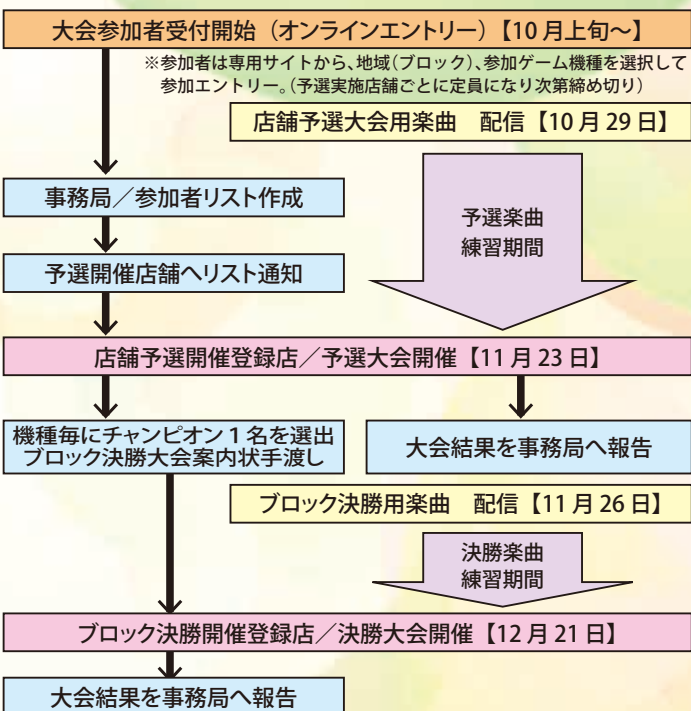 大会参加者受付開始（オンラインエントリー）【10月上旬～】
※参加者は専用サイトから、地域（ブロック）、参加ゲーム機種を選択して
参加エントリー。（予選実施店舗ごとに定員になり次第締め切り）
店舗予選大会用楽曲　配信【10月29日】
事務局／参加者リスト作成
予選楽曲
練習期間
予選開催店舗へリスト通知
店舗予選開催登録店／予選大会開催【11月23日】
機種毎にチャンピオン1名を選出
ブロック決勝大会案内状手渡し
大会結果を事務局へ報告
ブロック決勝用楽曲　配信【11月26日】
決勝楽曲
練習期間
ブロック決勝開催登録店／決勝大会開催【12月21日】
大会結果を事務局へ報告